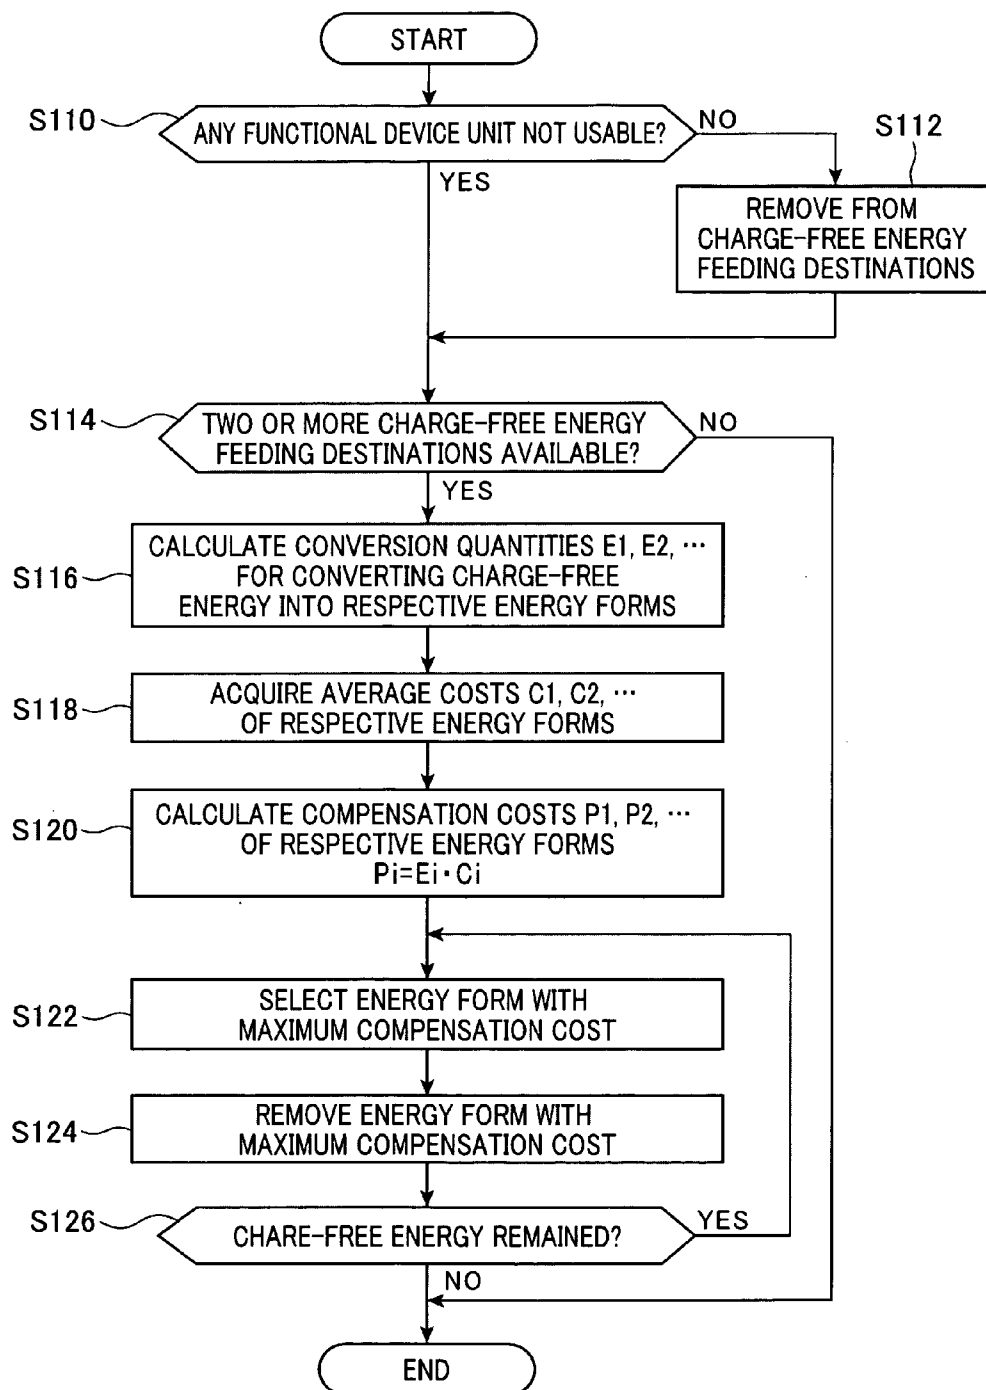 START
S110
ANY FUNCTIONAL DEVICE UNIT NOT USABLE?
NO
YES
S112
REMOVE FROM
CHARGE-FREE ENERGY
FEEDING DESTINATIONS
S114
TWO OR MORE CHARGE-FREE ENERGY
FEEDING DESTINATIONS AVAILABLE?
NO
YES
S116
CALCULATE CONVERSION QUANTITIES E1, E2, ⋯
FOR CONVERTING CHARGE-FREE
ENERGY INTO RESPECTIVE ENERGY FORMS
S118
ACQUIRE AVERAGE COSTS C1, C2, ⋯
OF RESPECTIVE ENERGY FORMS
S120
CALCULATE COMPENSATION COSTS P1, P2, ⋯
OF RESPECTIVE ENERGY FORMS
Pi=Ei・Ci
S122
SELECT ENERGY FORM WITH
MAXIMUM COMPENSATION COST
S124
REMOVE ENERGY FORM WITH
MAXIMUM COMPENSATION COST
S126
CHARE-FREE ENERGY REMAINED?
YES
NO
END